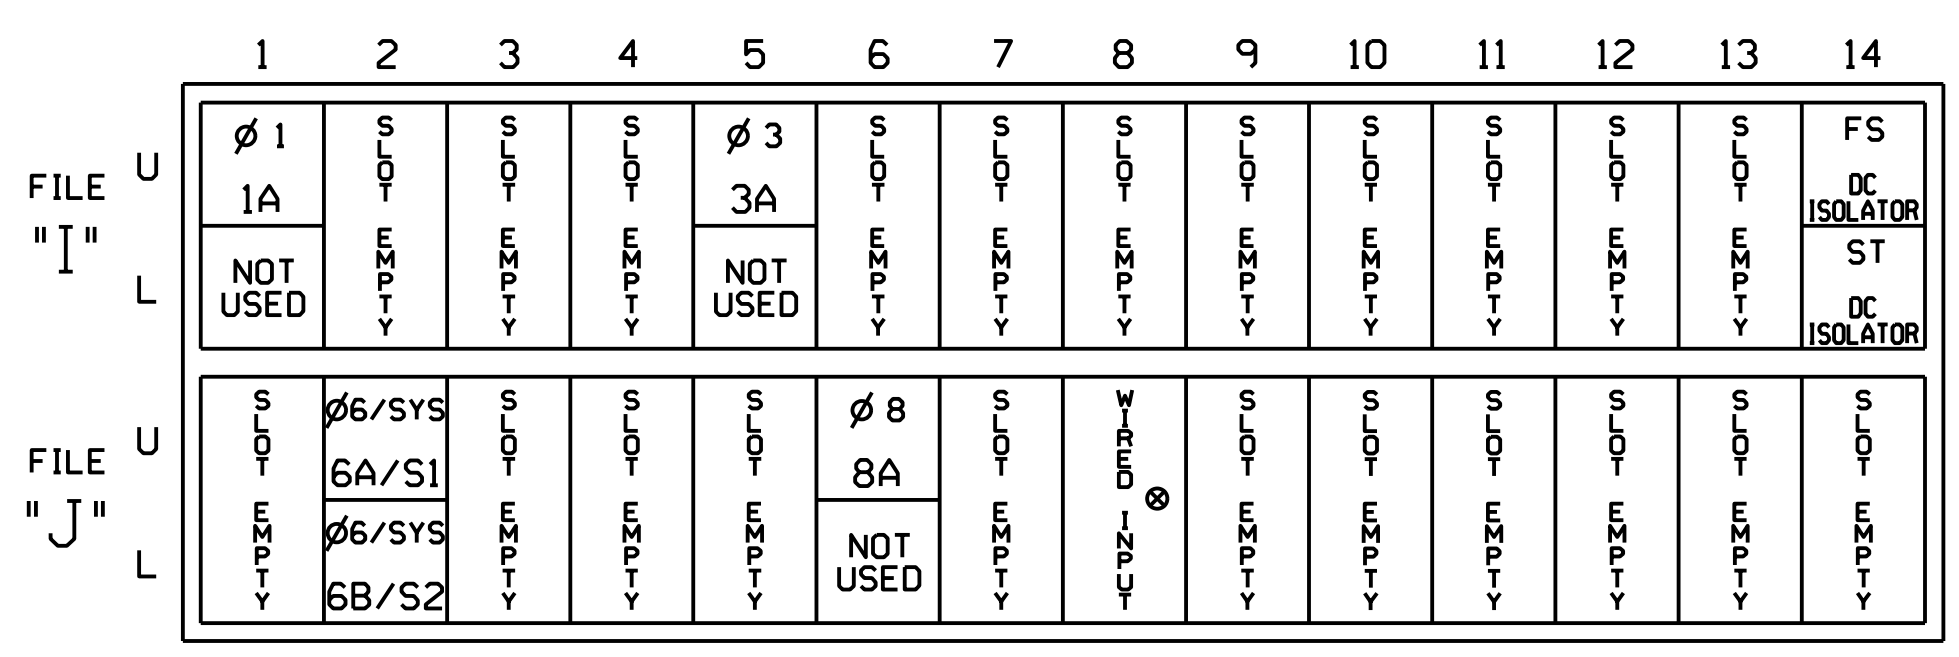 1 2 3 4 5 6 7 8 9 10 11 12 13 14
FILE
"I"
U
L
Ø 1
1A
NOT
USED
SLOT EMPTY
SLOT EMPTY
SLOT EMPTY
Ø 3
3A
NOT
USED
SLOT EMPTY
SLOT EMPTY
SLOT EMPTY
SLOT EMPTY
SLOT EMPTY
SLOT EMPTY
SLOT EMPTY
SLOT EMPTY
FS
DC
ISOLATOR
ST
DC
ISOLATOR
FILE
"J"
U
L
SLOT EMPTY
Ø6/SYS
6A/S1
Ø6/SYS
6B/S2
SLOT EMPTY
SLOT EMPTY
SLOT EMPTY
Ø 8
8A
NOT
USED
SLOT EMPTY
WIRED INPUT
⊗
SLOT EMPTY
SLOT EMPTY
SLOT EMPTY
SLOT EMPTY
SLOT EMPTY
SLOT EMPTY